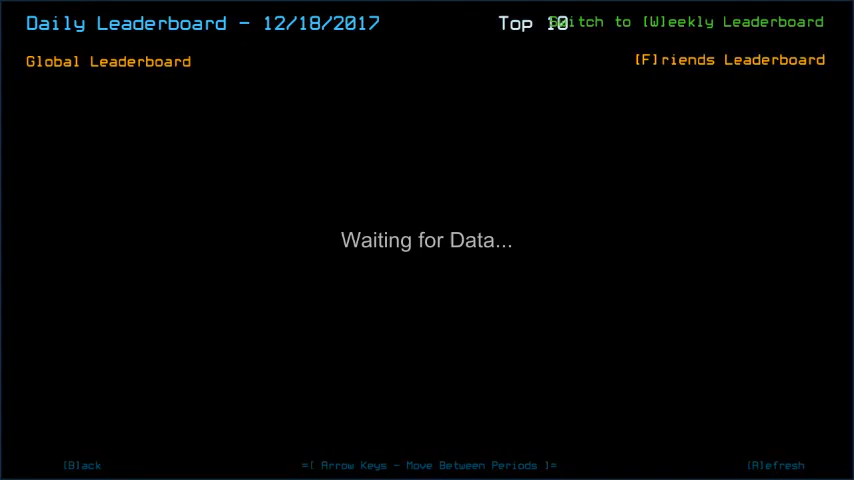 Daily Leaderboard - 12/18/2017
Top 10
Switch to [W]eekly Leaderboard
Global Leaderboard
[F]riends Leaderboard
Waiting for Data...
[B]ack
=[ Arrow Keys - Move Between Periods ]=
[R]efresh